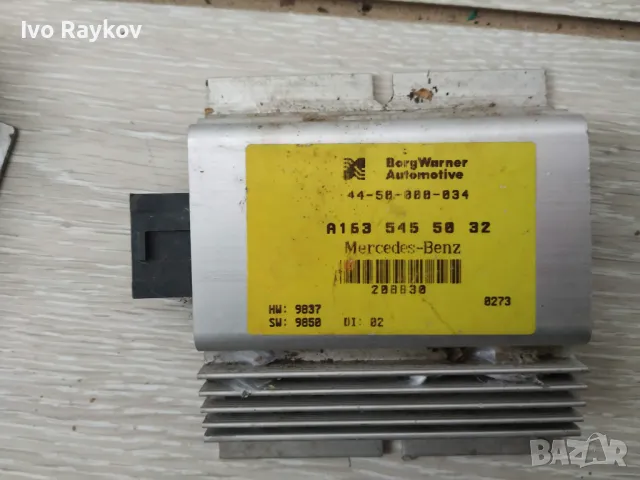 Ivo Raykov
BorgWarner
Automotive
44-50-000-034
A163 545 50 32
Mercedes-Benz
208830
0273
HW: 9837
SW: 9850 DI: 02
BAZAR